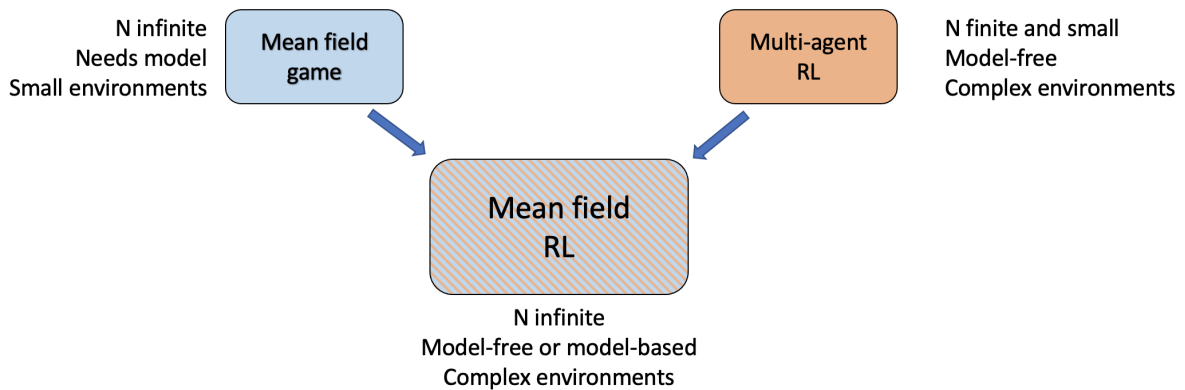 N infinite
Needs model
Small environments
Mean field
game
Multi-agent
RL
N finite and small
Model-free
Complex environments
Mean field
RL
N infinite
Model-free or model-based
Complex environments